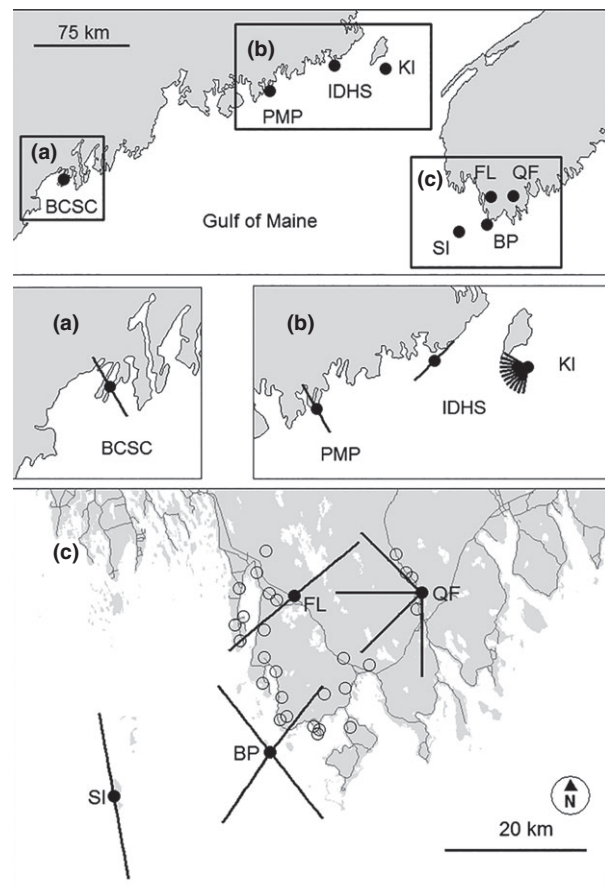 75 km
(b)
KI
IDHS
PMP
(a)
BCSC
(c)
FL QF
Gulf of Maine
SI
BP
(a)
BCSC
(b)
KI
IDHS
PMP
(c)
FL
QF
BP
SI
N
20 km